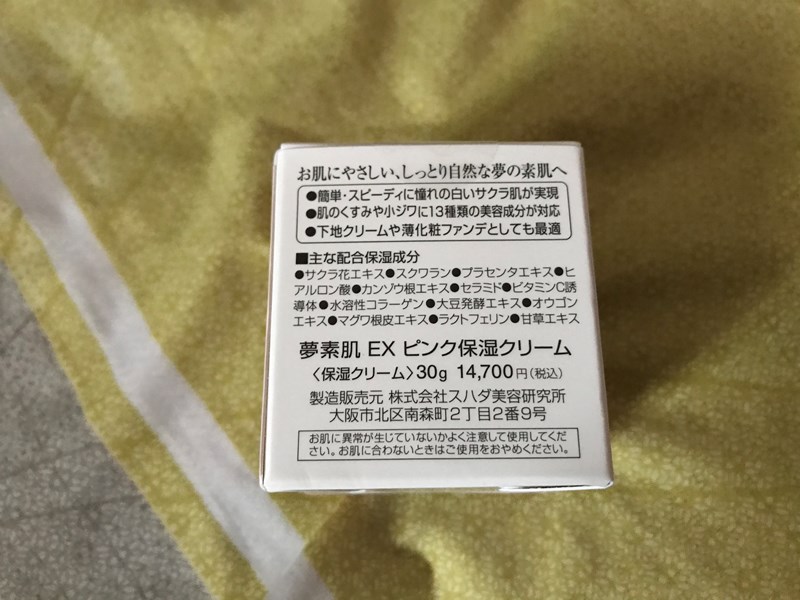 お肌にやさしい、しっとり自然な夢の素肌へ
●簡単・スピーディに憧れの白いサクラ肌が実現
●肌のくすみや小ジワに13種類の美容成分が対応
●下地クリームや薄化粧ファンデとしても最適
■主な配合保湿成分
●サクラ花エキス●スクワラン●プラセンタエキス●ヒ
アルロン酸●カンゾウ根エキス●セラミド●ビタミンC誘
導体●水溶性コラーゲン●大豆発酵エキス●オウゴン
エキス●マグワ根皮エキス●ラクトフェリン●甘草エキス
夢素肌 EX ピンク保湿クリーム
〈保湿クリーム〉30g 14,700円(税込)
製造販売元 株式会社スハダ美容研究所
大阪市北区南森町2丁目2番9号
お肌に異常が生じていないかよく注意して使用してくだ
さい。お肌に合わないときはご使用をおやめください。